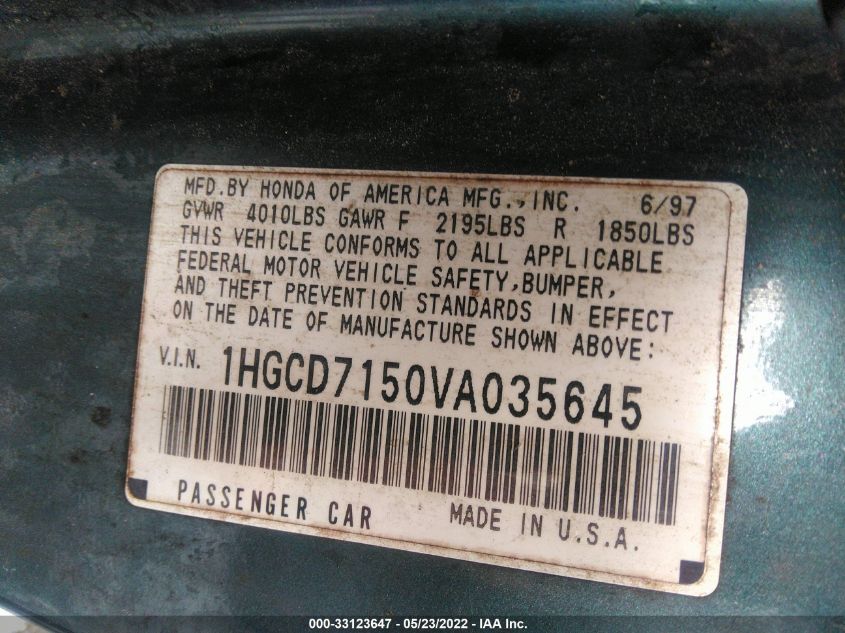 MFD.BY HONDA OF AMERICA MFG.,INC. 6/97
GVWR 4010LBS GAWR F 2195LBS R 1850LBS
THIS VEHICLE CONFORMS TO ALL APPLICABLE
FEDERAL MOTOR VEHICLE SAFETY,BUMPER,
AND THEFT PREVENTION STANDARDS IN EFFECT
ON THE DATE OF MANUFACTURE SHOWN ABOVE:
V.I.N. 1HGCD7150VA035645
PASSENGER CAR MADE IN U.S.A.
000-33123647 - 05/23/2022 - IAA Inc.